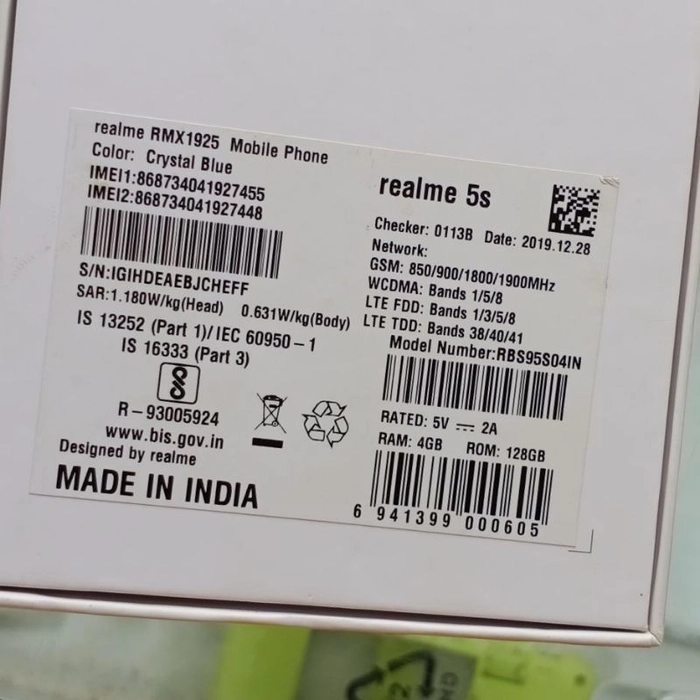 realme RMX1925 Mobile Phone
Color: Crystal Blue
IMEI1:868734041927455
IMEI2:868734041927448
S/N:IGIHDEAEBJCHEFF
SAR:1.180W/kg(Head) 0.631W/kg(Body)
IS 13252 (Part 1)/ IEC 60950-1
IS 16333 (Part 3)
R-93005924
www.bis.gov.in
Designed by realme
MADE IN INDIA
realme 5s
Checker: 0113B Date: 2019.12.28
Network:
GSM: 850/900/1800/1900MHz
WCDMA: Bands 1/5/8
LTE FDD: Bands 1/3/5/8
LTE TDD: Bands 38/40/41
Model Number:RBS95S04IN
RATED: 5V ⎓ 2A
RAM: 4GB ROM: 128GB
6 941399 000605